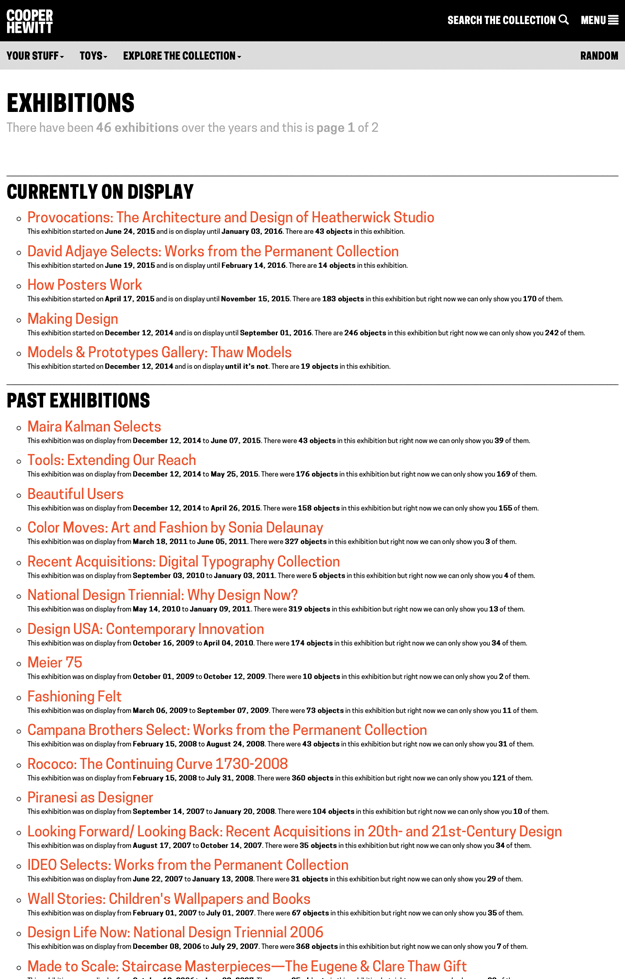 COOPER HEWITT
SEARCH THE COLLECTION MENU
YOUR STUFF TOYS EXPLORE THE COLLECTION RANDOM
EXHIBITIONS
There have been 46 exhibitions over the years and this is page 1 of 2
CURRENTLY ON DISPLAY
Provocations: The Architecture and Design of Heatherwick Studio
This exhibition started on June 24, 2015 and is on display until January 03, 2016. There are 43 objects in this exhibition.
David Adjaye Selects: Works from the Permanent Collection
This exhibition started on June 19, 2015 and is on display until February 14, 2016. There are 14 objects in this exhibition.
How Posters Work
This exhibition started on April 17, 2015 and is on display until November 15, 2015. There are 183 objects in this exhibition but right now we can only show you 170 of them.
Making Design
This exhibition started on December 12, 2014 and is on display until September 01, 2016. There are 246 objects in this exhibition but right now we can only show you 242 of them.
Models & Prototypes Gallery: Thaw Models
This exhibition started on December 12, 2014 and is on display until it's not. There are 19 objects in this exhibition.
PAST EXHIBITIONS
Maira Kalman Selects
This exhibition was on display from December 12, 2014 to June 07, 2015. There were 43 objects in this exhibition but right now we can only show you 39 of them.
Tools: Extending Our Reach
This exhibition was on display from December 12, 2014 to May 25, 2015. There were 176 objects in this exhibition but right now we can only show you 169 of them.
Beautiful Users
This exhibition was on display from December 12, 2014 to April 26, 2015. There were 158 objects in this exhibition but right now we can only show you 155 of them.
Color Moves: Art and Fashion by Sonia Delaunay
This exhibition was on display from March 18, 2011 to June 05, 2011. There were 327 objects in this exhibition but right now we can only show you 3 of them.
Recent Acquisitions: Digital Typography Collection
This exhibition was on display from September 03, 2010 to January 03, 2011. There were 5 objects in this exhibition but right now we can only show you 4 of them.
National Design Triennial: Why Design Now?
This exhibition was on display from May 14, 2010 to January 09, 2011. There were 319 objects in this exhibition but right now we can only show you 13 of them.
Design USA: Contemporary Innovation
This exhibition was on display from October 16, 2009 to April 04, 2010. There were 174 objects in this exhibition but right now we can only show you 34 of them.
Meier 75
This exhibition was on display from October 01, 2009 to October 12, 2009. There were 10 objects in this exhibition but right now we can only show you 2 of them.
Fashioning Felt
This exhibition was on display from March 06, 2009 to September 07, 2009. There were 73 objects in this exhibition but right now we can only show you 11 of them.
Campana Brothers Select: Works from the Permanent Collection
This exhibition was on display from February 15, 2008 to August 24, 2008. There were 43 objects in this exhibition but right now we can only show you 31 of them.
Rococo: The Continuing Curve 1730-2008
This exhibition was on display from February 15, 2008 to July 31, 2008. There were 360 objects in this exhibition but right now we can only show you 121 of them.
Piranesi as Designer
This exhibition was on display from September 14, 2007 to January 20, 2008. There were 104 objects in this exhibition but right now we can only show you 10 of them.
Looking Forward/ Looking Back: Recent Acquisitions in 20th- and 21st-Century Design
This exhibition was on display from August 17, 2007 to October 14, 2007. There were 35 objects in this exhibition but right now we can only show you 34 of them.
IDEO Selects: Works from the Permanent Collection
This exhibition was on display from June 22, 2007 to January 13, 2008. There were 31 objects in this exhibition but right now we can only show you 29 of them.
Wall Stories: Children's Wallpapers and Books
This exhibition was on display from February 01, 2007 to July 01, 2007. There were 67 objects in this exhibition but right now we can only show you 35 of them.
Design Life Now: National Design Triennial 2006
This exhibition was on display from December 08, 2006 to July 29, 2007. There were 368 objects in this exhibition but right now we can only show you 7 of them.
Made to Scale: Staircase Masterpieces—The Eugene & Clare Thaw Gift